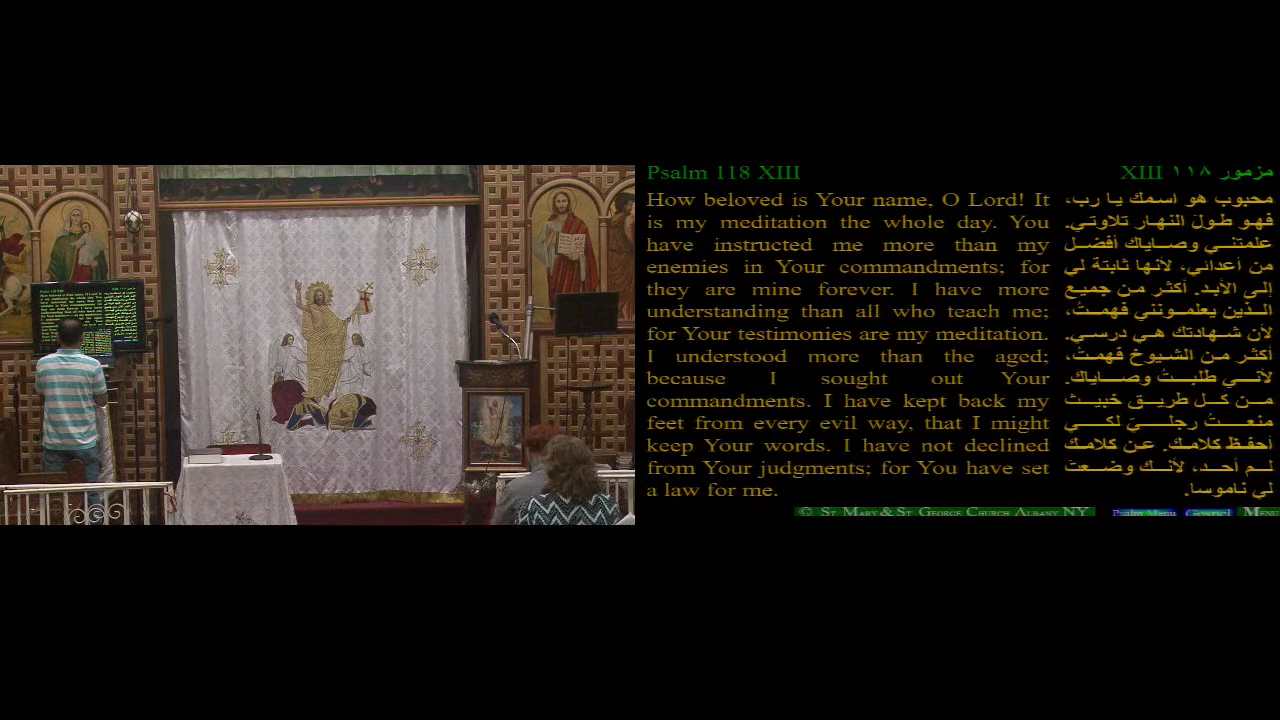 Psalm 118 XIII
مزمور ١١٨ XIII
How beloved is Your name, O Lord! It
is my meditation the whole day. You
have instructed me more than my
enemies in Your commandments; for
they are mine forever. I have more
understanding than all who teach me;
for Your testimonies are my meditation.
I understood more than the aged;
because I sought out Your
commandments. I have kept back my
feet from every evil way, that I might
keep Your words. I have not declined
from Your judgments; for You have set
a law for me.
محبوب هو اسمك يا رب،
فهو طول النهار تلاوتي.
علمتني وصاياك أفضل
من أعدائي، لأنها ثابتة لي
إلى الأبد. أكثر من جميع
الذين يعلمونني فهمتُ،
لأن شهادتك هي درسي.
أكثر من الشيوخ فهمتُ،
لأني طلبتُ وصاياك.
من كل طريق خبيث
منعتُ رجليَ لكي
أحفظ كلامك. عن كلامك
لم أحد، لأنك وضعتَ
لي ناموسا.
© St Mary & St George Church Albany NY
Psalm Menu
Gospel
Menu